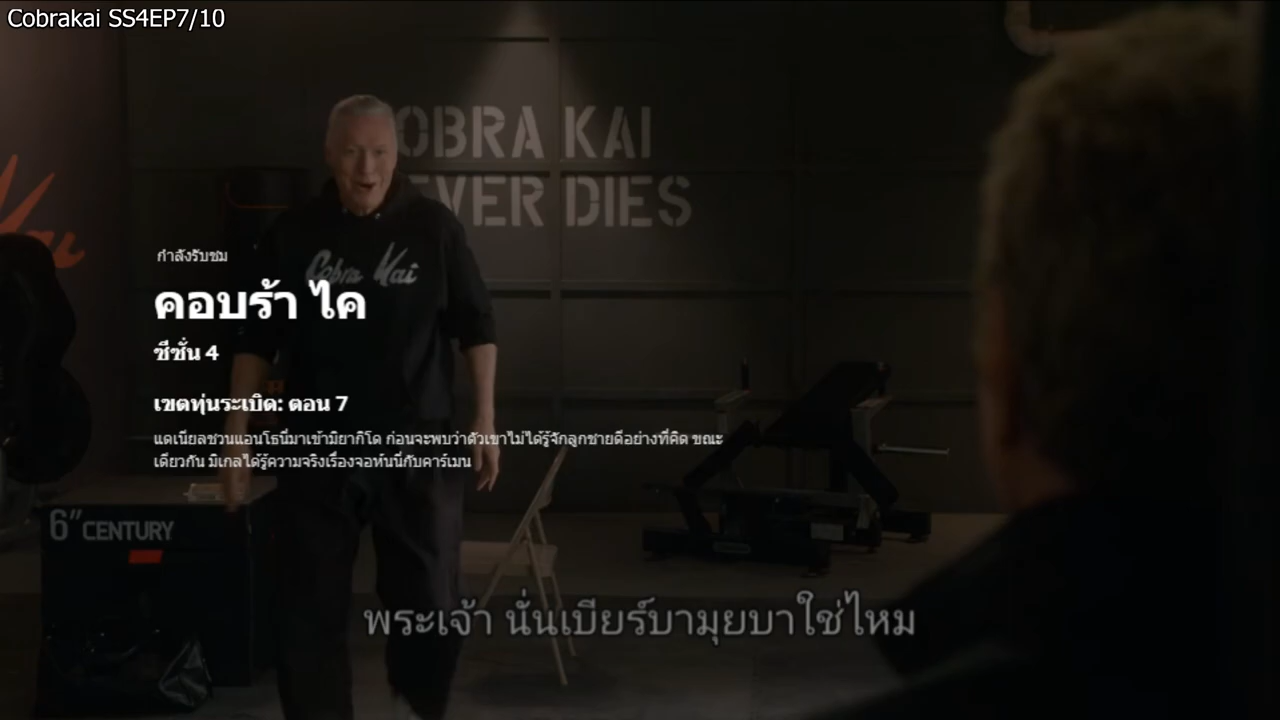 Cobrakai SS4EP7/10
COBRA KAI
EVER DIES
กำลังรับชม
Cobra Kai
คอบร้า ไค
ซีซั่น 4
เขตทุ่นระเบิด: ตอน 7
แดเนียลชวนแอนโธนี่มาเข้ามิยากิโด ก่อนจะพบว่าตัวเขาไม่ได้รู้จักลูกชายดีอย่างที่คิด ขณะ
เดียวกัน มิเกลได้รู้ความจริงเรื่องจอห์นนี่กับคาร์เมน
6” CENTURY
พระเจ้า นั่นเบียร์บามุยบาใช่ไหม